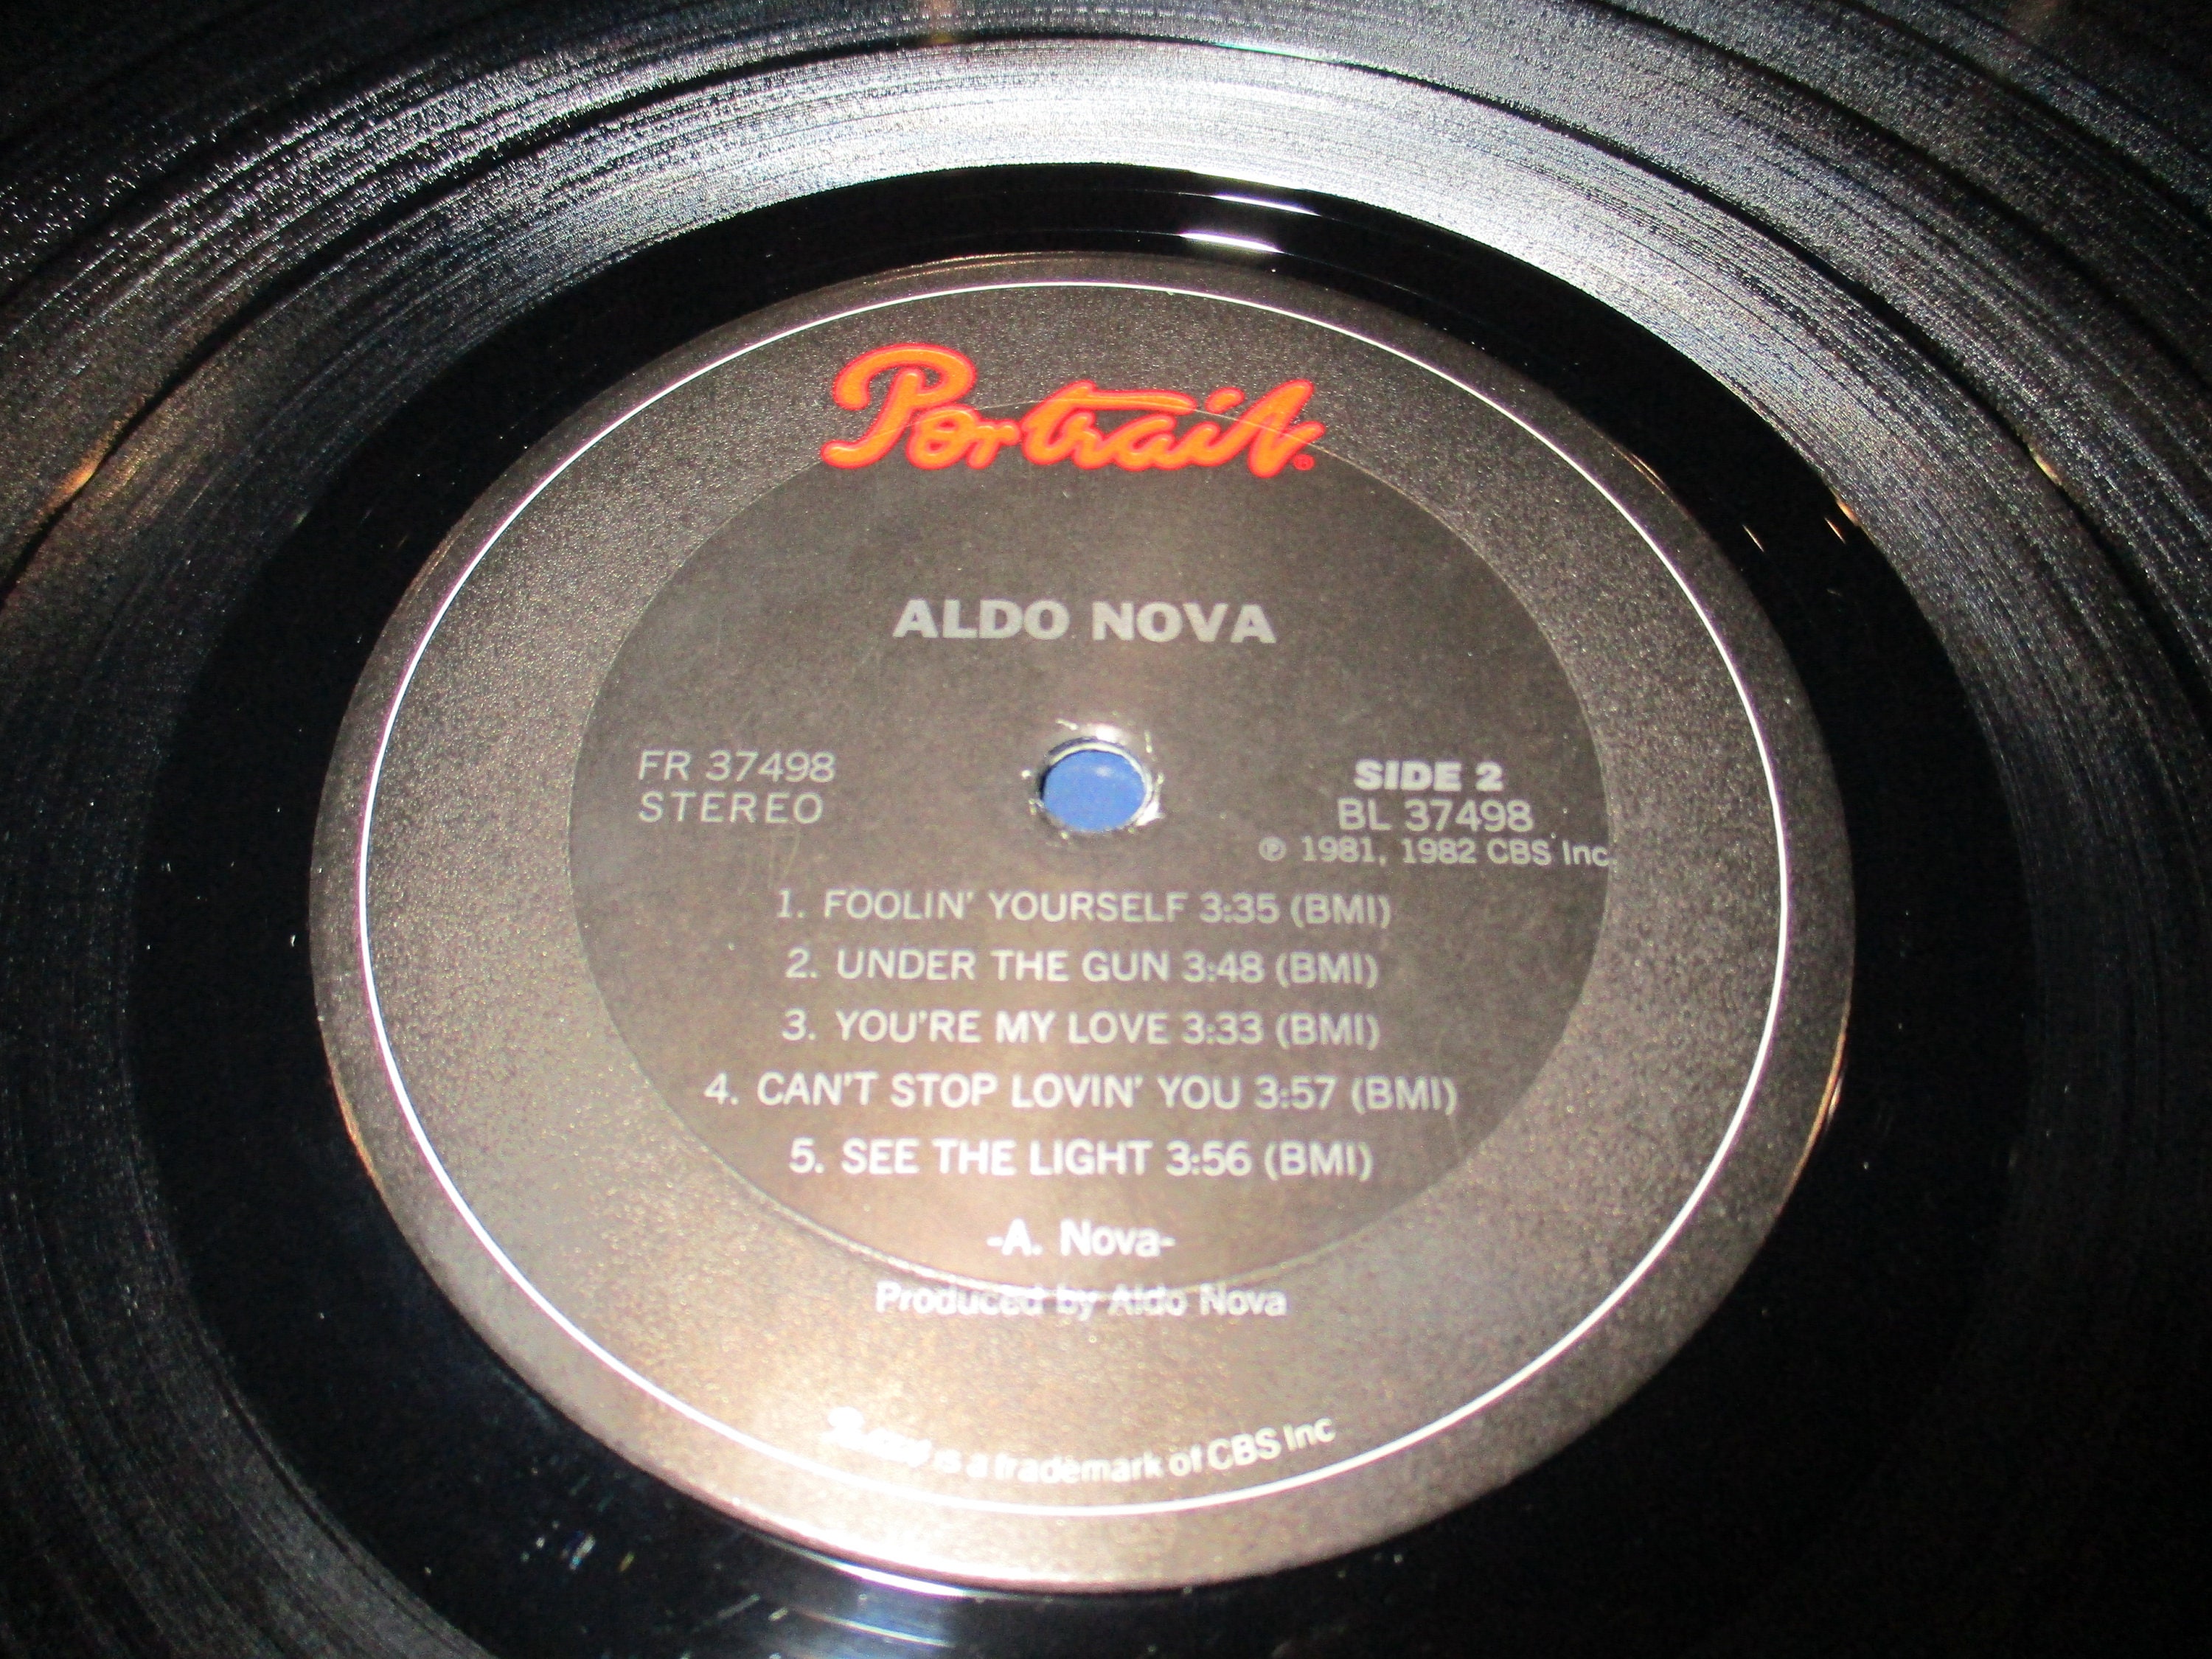 Portrait®
ALDO NOVA
FR 37498
STEREO
SIDE 2
BL 37498
℗ 1981, 1982 CBS Inc.
1. FOOLIN' YOURSELF 3:35 (BMI)
2. UNDER THE GUN 3:48 (BMI)
3. YOU'RE MY LOVE 3:33 (BMI)
4. CAN'T STOP LOVIN' YOU 3:57 (BMI)
5. SEE THE LIGHT 3:56 (BMI)
-A. Nova-
Produced by Aldo Nova
is a trademark of CBS Inc